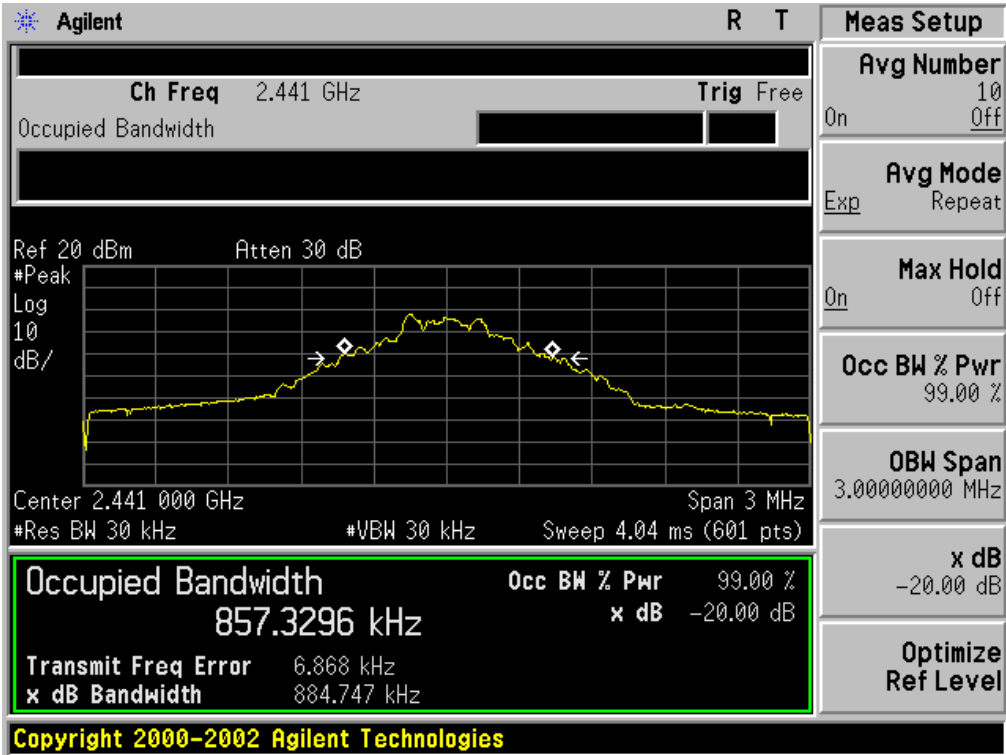 Agilent R T
Meas Setup
Ch Freq 2.441 GHz Trig Free
Occupied Bandwidth
Ref 20 dBm Atten 30 dB
#Peak
Log
10
dB/
Center 2.441 000 GHz Span 3 MHz
#Res BW 30 kHz #VBW 30 kHz Sweep 4.04 ms (601 pts)
Occupied Bandwidth
857.3296 kHz
Occ BW % Pwr 99.00 %
x dB -20.00 dB
Transmit Freq Error 6.868 kHz
x dB Bandwidth 884.747 kHz
Avg Number
10
On Off
Avg Mode
Exp Repeat
Max Hold
On Off
Occ BW % Pwr
99.00 %
OBW Span
3.00000000 MHz
x dB
-20.00 dB
Optimize
Ref Level
Copyright 2000-2002 Agilent Technologies